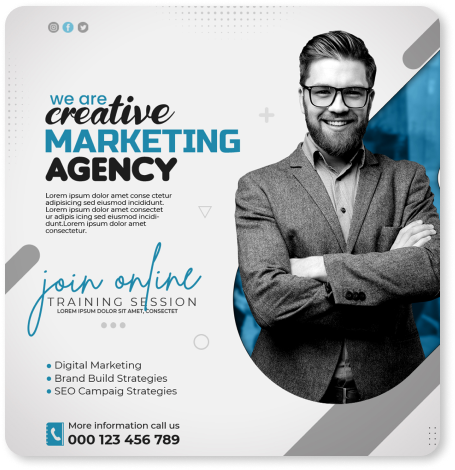 we are
creative
MARKETING
AGENCY
Lorem ipsum dolor amet conse ctetur
adipisicing sed eiusmod incididunt.
Lorem ipsum dolor amet consectet
ur adipis icing sed eiusmod incidi-
dunt.Lorem ipsum dolor amet,
consectetur.
join online
TRAINING SESSION
LOREM IPSUM DOLOR SIT AMET, CONSECTET
Digital Marketing
Brand Build Strategies
SEO Campaig Strategies
More information call us
000 123 456 789